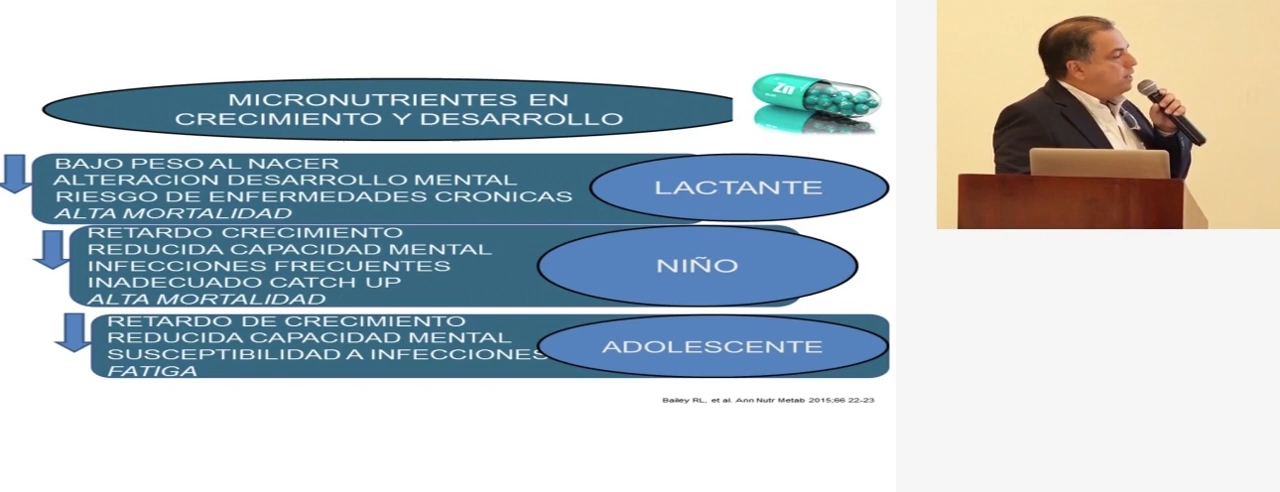 MICRONUTRIENTES EN
CRECIMIENTO Y DESARROLLO
Zn
BAJO PESO AL NACER
ALTERACION DESARROLLO MENTAL
RIESGO DE ENFERMEDADES CRONICAS
ALTA MORTALIDAD
LACTANTE
RETARDO CRECIMIENTO
REDUCIDA CAPACIDAD MENTAL
INFECCIONES FRECUENTES
INADECUADO CATCH UP
ALTA MORTALIDAD
NIÑO
RETARDO DE CRECIMIENTO
REDUCIDA CAPACIDAD MENTAL
SUSCEPTIBILIDAD A INFECCIONES
FATIGA
ADOLESCENTE
Bailey RL, et al. Ann Nutr Metab 2015;66 22-23